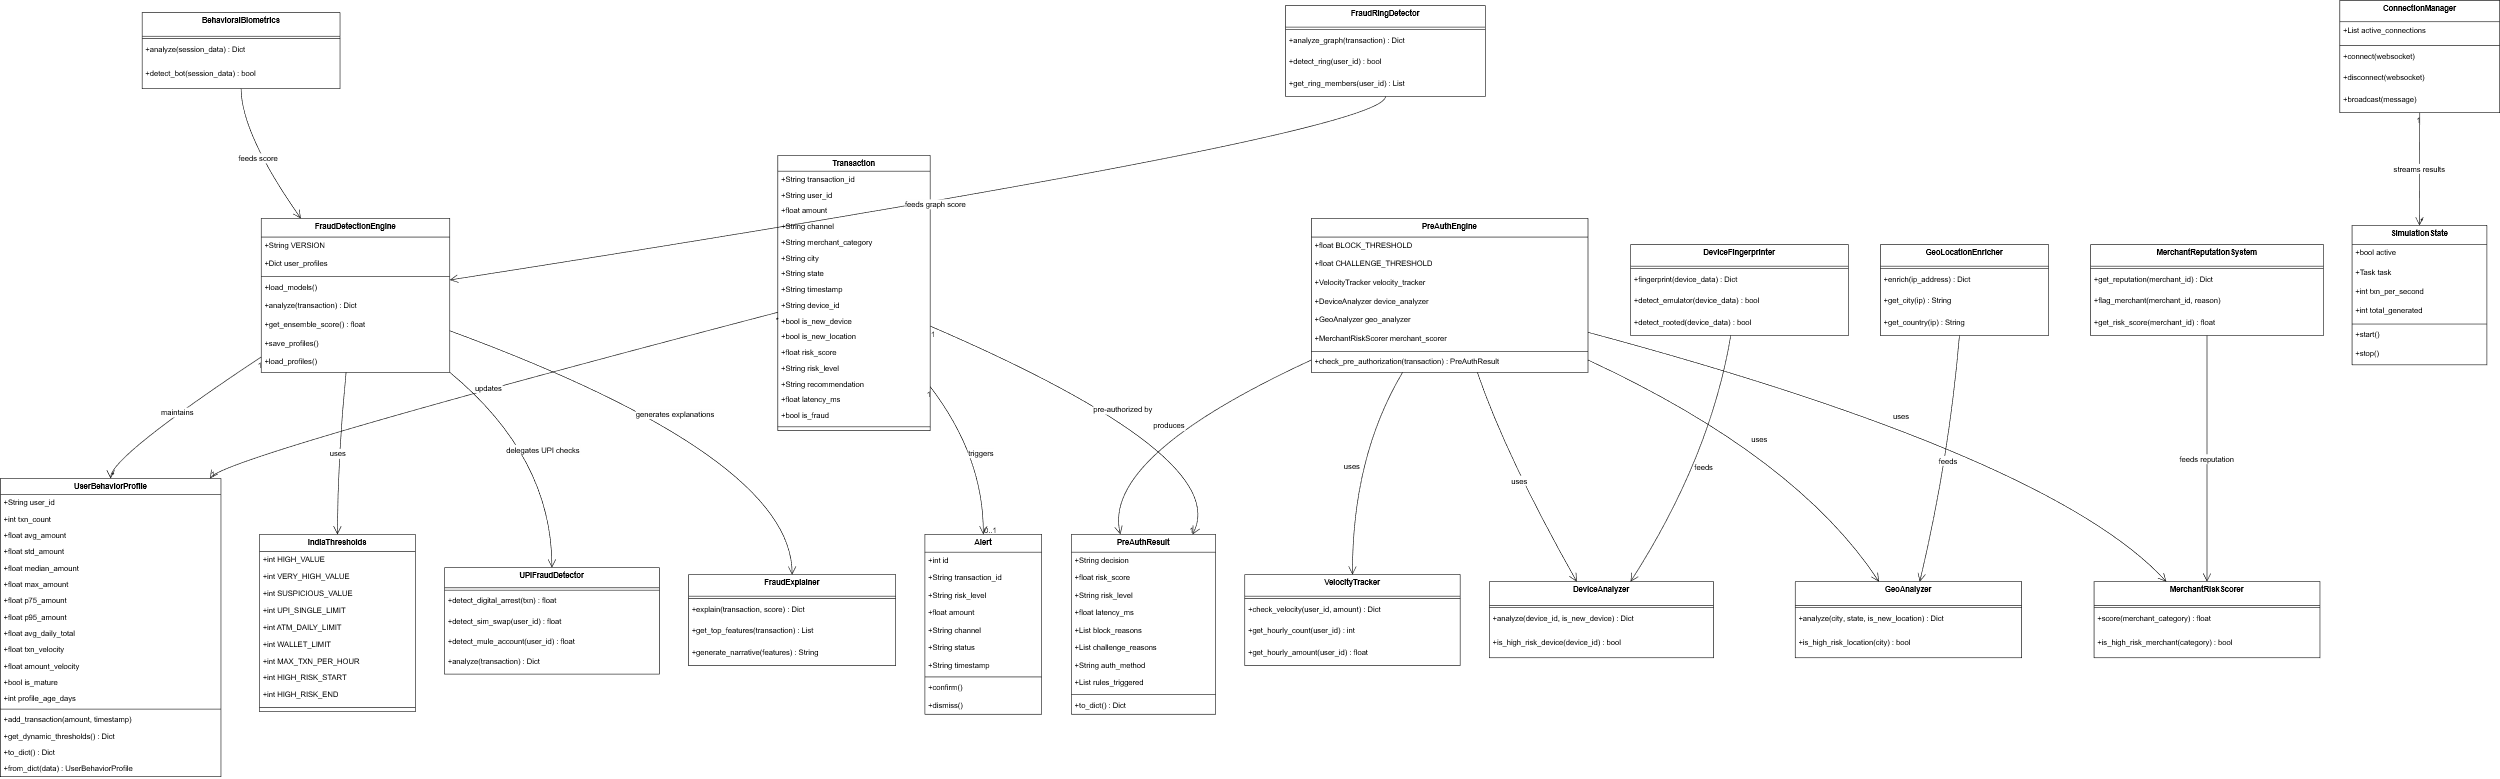 BehavioralBiometrics
+analyze(session_data) : Dict
+detect_bot(session_data) : bool
FraudRingDetector
+analyze_graph(transaction) : Dict
+detect_ring(user_id) : bool
+get_ring_members(user_id) : List
ConnectionManager
+List active_connections
+connect(websocket)
+disconnect(websocket)
+broadcast(message)
1
feeds score
feeds graph score
streams results
*
Transaction
+String transaction_id
+String user_id
+float amount
+String channel
+String merchant_category
+String city
+String state
+String timestamp
+String device_id
+bool is_new_device
+bool is_new_location
+float risk_score
+String risk_level
+String recommendation
+float latency_ms
+bool is_fraud
FraudDetectionEngine
+String VERSION
+Dict user_profiles
+load_models()
+analyze(transaction) : Dict
+get_ensemble_score() : float
+save_profiles()
+load_profiles()
PreAuthEngine
+float BLOCK_THRESHOLD
+float CHALLENGE_THRESHOLD
+VelocityTracker velocity_tracker
+DeviceAnalyzer device_analyzer
+GeoAnalyzer geo_analyzer
+MerchantRiskScorer merchant_scorer
+check_pre_authorization(transaction) : PreAuthResult
DeviceFingerprinter
+fingerprint(device_data) : Dict
+detect_emulator(device_data) : bool
+detect_rooted(device_data) : bool
GeoLocationEnricher
+enrich(ip_address) : Dict
+get_city(ip) : String
+get_country(ip) : String
MerchantReputationSystem
+get_reputation(merchant_id) : Dict
+flag_merchant(merchant_id, reason)
+get_risk_score(merchant_id) : float
SimulationState
+bool active
+Task task
+int txn_per_second
+int total_generated
+start()
+stop()
1
*
1
1
maintains
uses
updates
delegates UPI checks
generates explanations
triggers
pre-authorized by
produces
uses
uses
feeds
uses
feeds
uses
feeds reputation
*
1
0..1
1
UserBehaviorProfile
+String user_id
+int txn_count
+float avg_amount
+float std_amount
+float median_amount
+float max_amount
+float p75_amount
+float p95_amount
+float avg_daily_total
+float txn_velocity
+float amount_velocity
+bool is_mature
+int profile_age_days
+add_transaction(amount, timestamp)
+get_dynamic_thresholds() : Dict
+to_dict() : Dict
+from_dict(data) : UserBehaviorProfile
IndiaThresholds
+int HIGH_VALUE
+int VERY_HIGH_VALUE
+int SUSPICIOUS_VALUE
+int UPI_SINGLE_LIMIT
+int ATM_DAILY_LIMIT
+int WALLET_LIMIT
+int MAX_TXN_PER_HOUR
+int HIGH_RISK_START
+int HIGH_RISK_END
UPIFraudDetector
+detect_digital_arrest(txn) : float
+detect_sim_swap(user_id) : float
+detect_mule_account(user_id) : float
+analyze(transaction) : Dict
FraudExplainer
+explain(transaction, score) : Dict
+get_top_features(transaction) : List
+generate_narrative(features) : String
Alert
+int id
+String transaction_id
+String risk_level
+float amount
+String channel
+String status
+String timestamp
+confirm()
+dismiss()
PreAuthResult
+String decision
+float risk_score
+String risk_level
+float latency_ms
+List block_reasons
+List challenge_reasons
+String auth_method
+List rules_triggered
+to_dict() : Dict
VelocityTracker
+check_velocity(user_id, amount) : Dict
+get_hourly_count(user_id) : int
+get_hourly_amount(user_id) : float
DeviceAnalyzer
+analyze(device_id, is_new_device) : Dict
+is_high_risk_device(device_id) : bool
GeoAnalyzer
+analyze(city, state, is_new_location) : Dict
+is_high_risk_location(city) : bool
MerchantRiskScorer
+score(merchant_category) : float
+is_high_risk_merchant(category) : bool